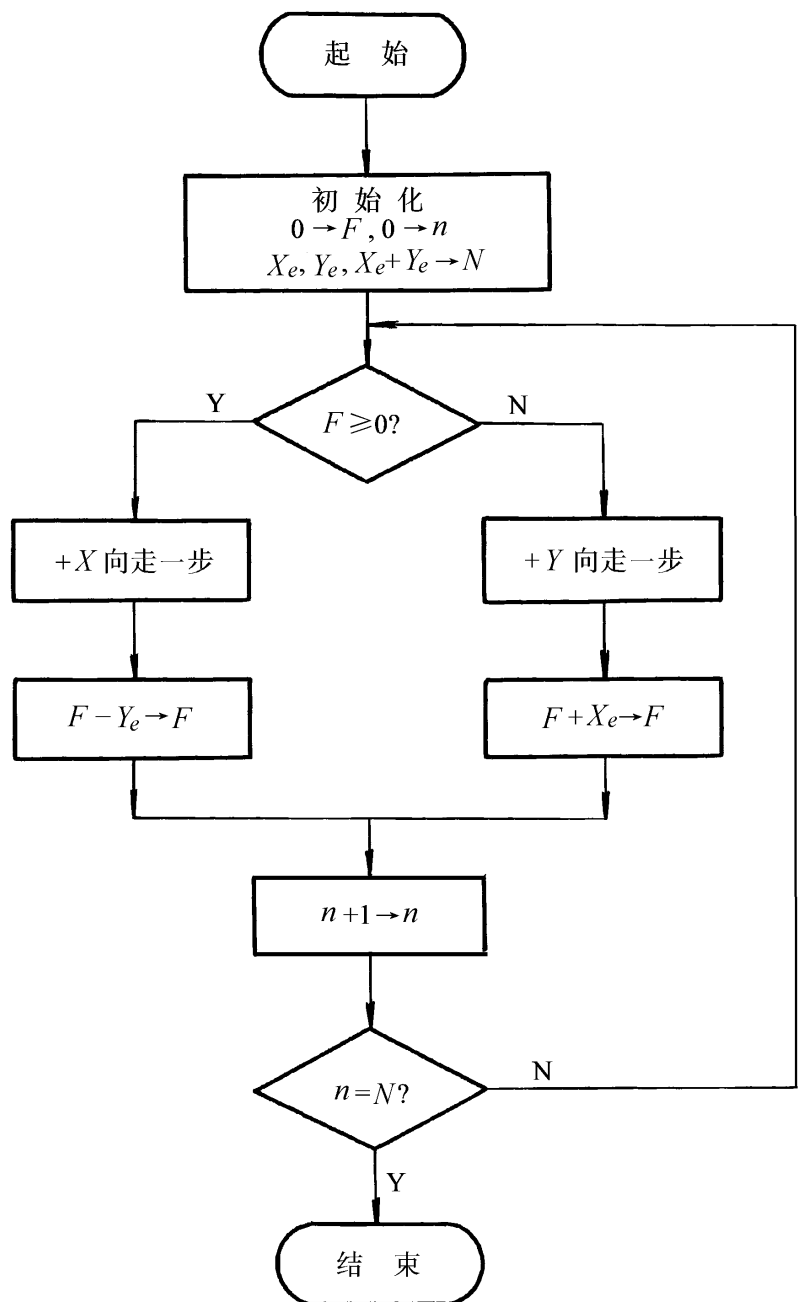 起 始
初 始 化
0→F,0→n
Xe, Ye, Xe+Ye→N
Y
F≥0?
N
+X 向走一步
+Y 向走一步
F-Ye→F
F+Xe→F
n+1→n
n=N?
N
Y
结 束